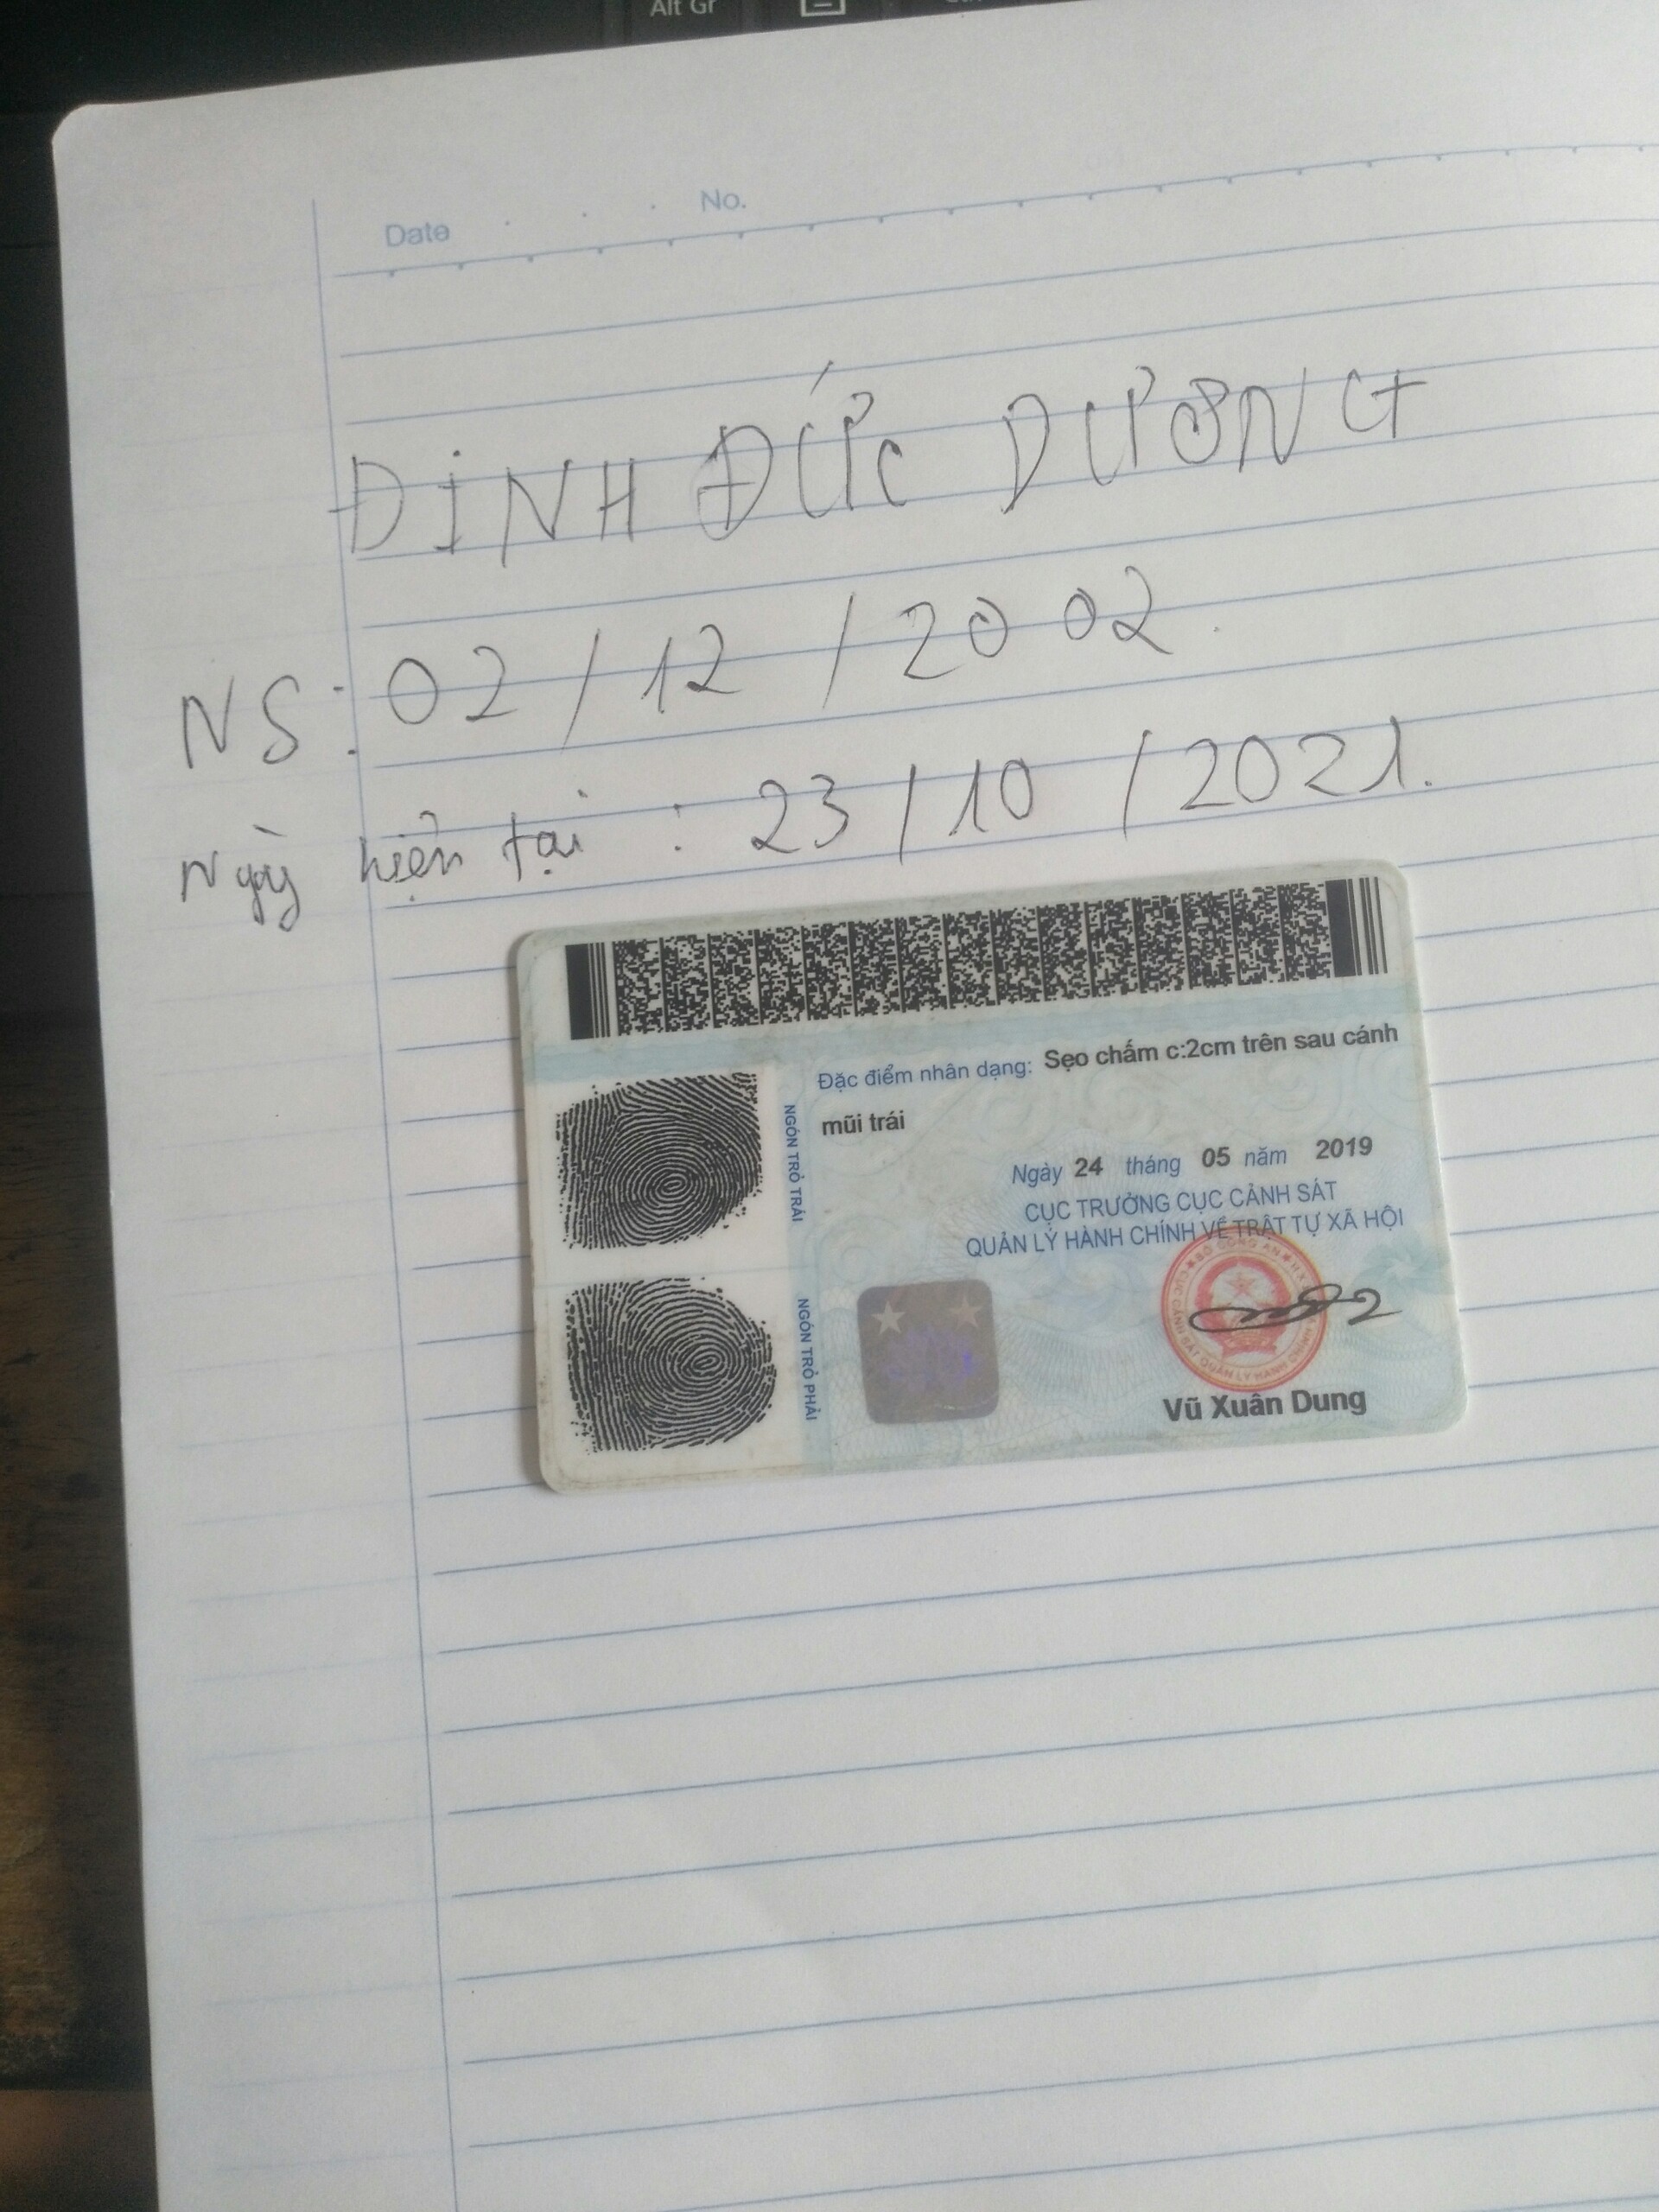 Alt Gr
Date No.
ĐINH ĐỨC DƯƠNG
NS: 02/12/2002.
Ngày hiện tại: 23/10/2021.
Đặc điểm nhân dạng: Sẹo chấm c:2cm trên sau cánh
mũi trái
NGÓN TRỎ TRÁI
Ngày 24 tháng 05 năm 2019
CỤC TRƯỞNG CỤC CẢNH SÁT
QUẢN LÝ HÀNH CHÍNH VỀ TRẬT TỰ XÃ HỘI
NGÓN TRỎ PHẢI
BỘ CÔNG AN
Vũ Xuân Dung